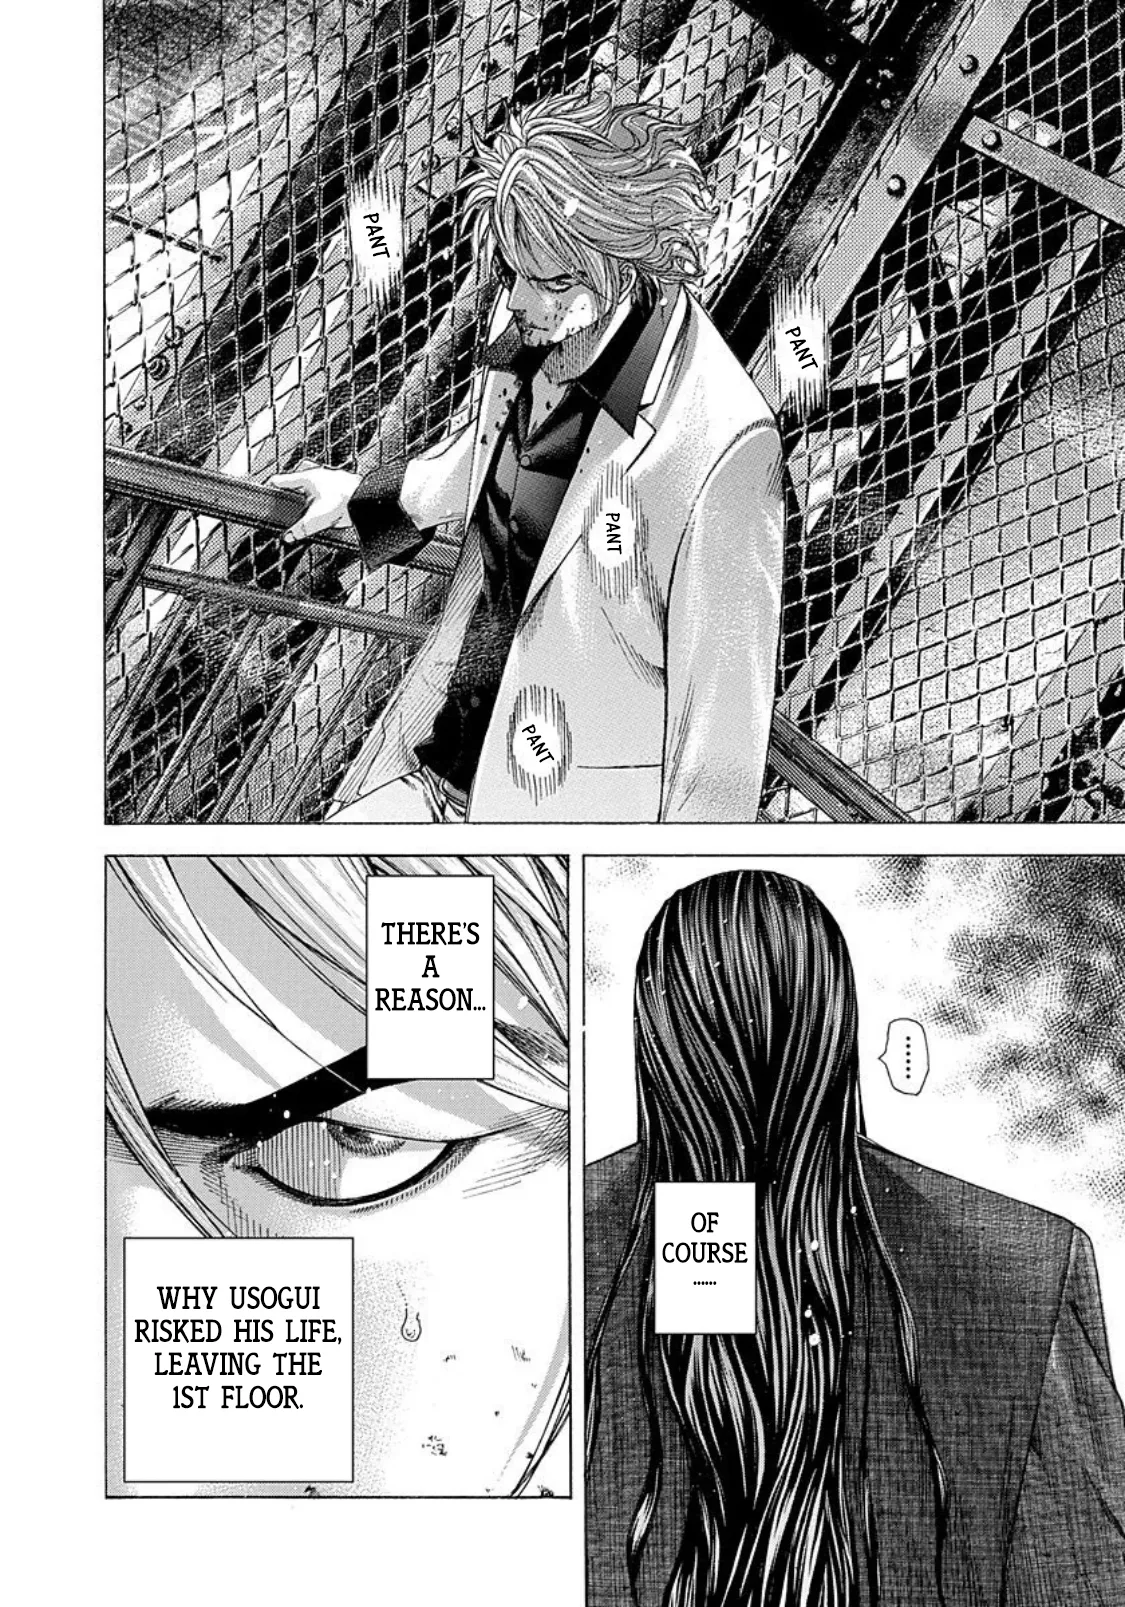 PANT
PANT
PANT
PANT
OF
COURSE
......
.......
THERE'S
A
REASON...
WHY USOGUI
RISKED HIS LIFE,
LEAVING THE
1ST FLOOR.